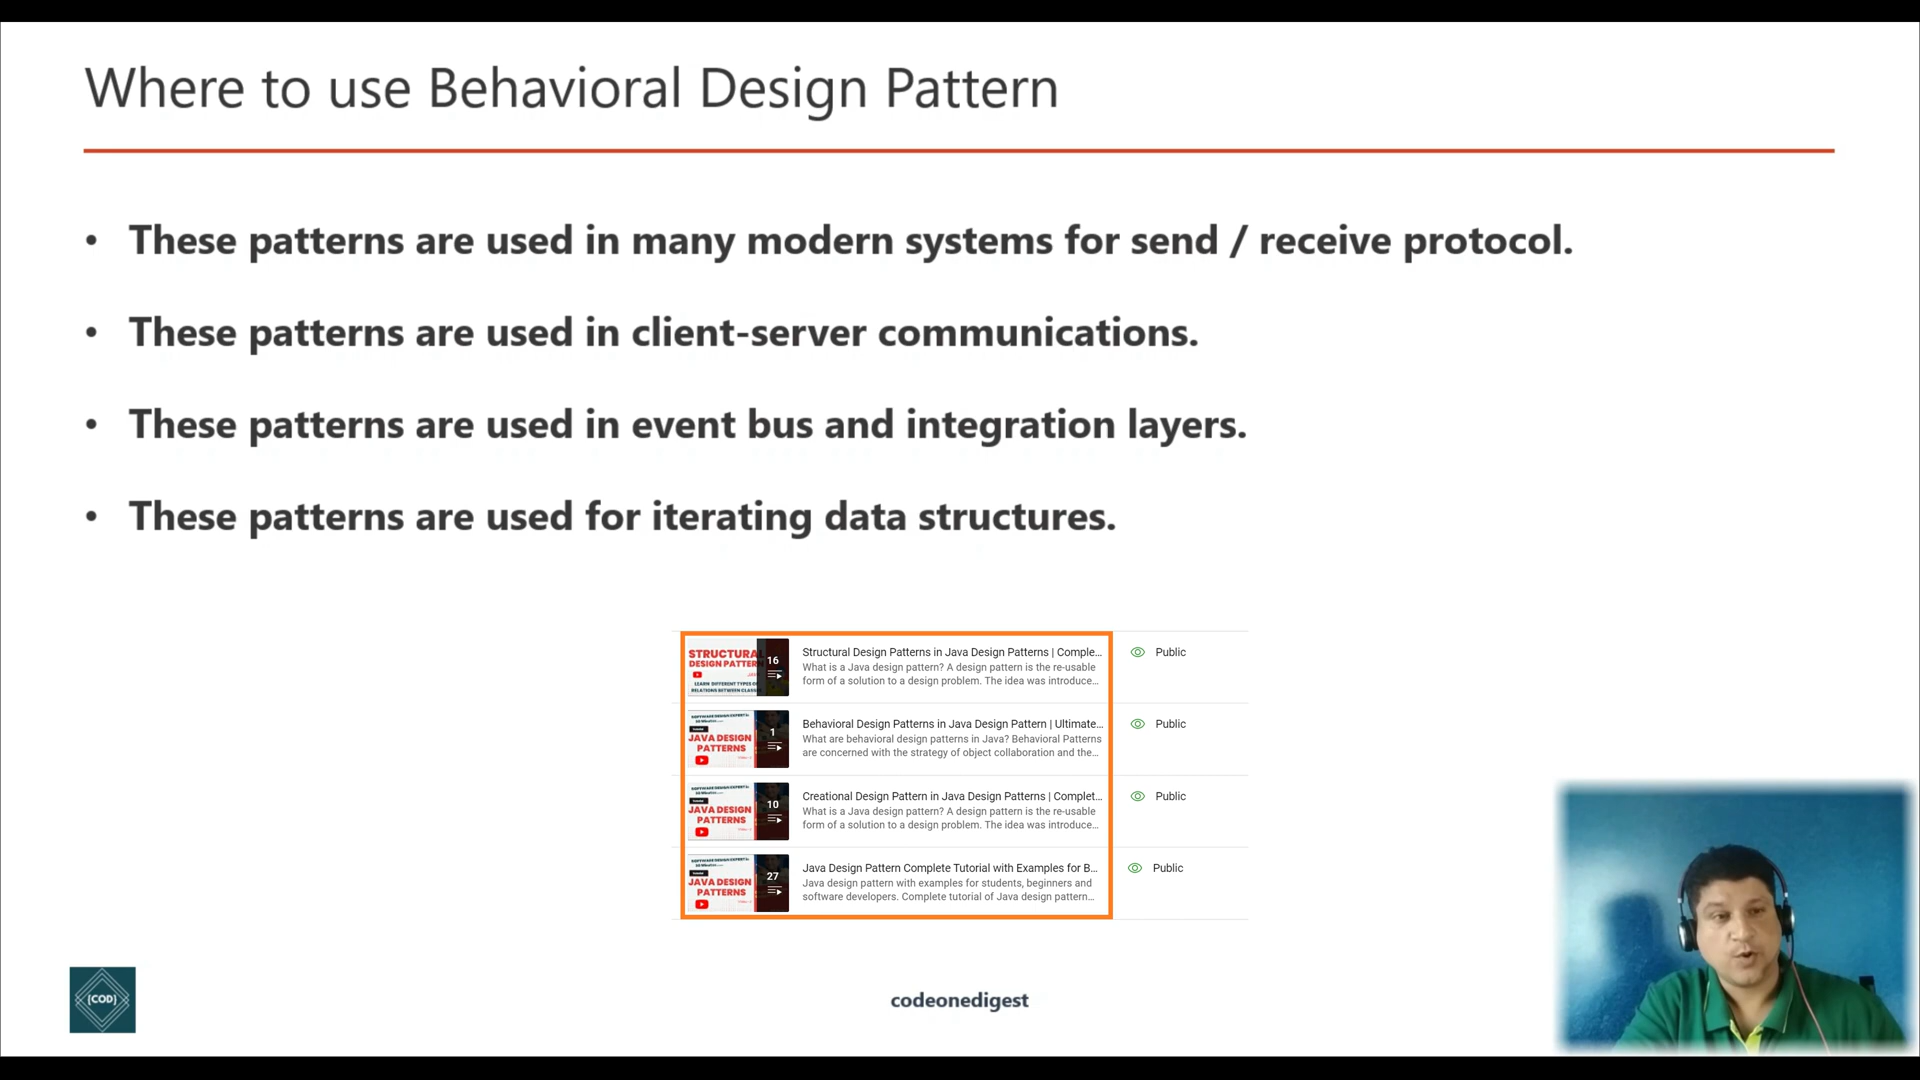 Where to use Behavioral Design Pattern
• These patterns are used in many modern systems for send / receive protocol.
• These patterns are used in client-server communications.
• These patterns are used in event bus and integration layers.
• These patterns are used for iterating data structures.
STRUCTURAL
DESIGN PATTERN
LEARN DIFFERENT TYPES OF
RELATIONS BETWEEN CLASSES
16
Structural Design Patterns in Java Design Patterns | Comple...
What is a Java design pattern? A design pattern is the re-usable
form of a solution to a design problem. The idea was introduce...
Public
JAVA DESIGN
PATTERNS
1
Behavioral Design Patterns in Java Design Pattern | Ultimate...
What are behavioral design patterns in Java? Behavioral Patterns
are concerned with the strategy of object collaboration and the...
Public
JAVA DESIGN
PATTERNS
10
Creational Design Pattern in Java Design Patterns | Complet...
What is a Java design pattern? A design pattern is the re-usable
form of a solution to a design problem. The idea was introduce...
Public
JAVA DESIGN
PATTERNS
27
Java Design Pattern Complete Tutorial with Examples for B...
Java design pattern with examples for students, beginners and
software developers. Complete tutorial of Java design pattern...
Public
{COD}
codeonedigest